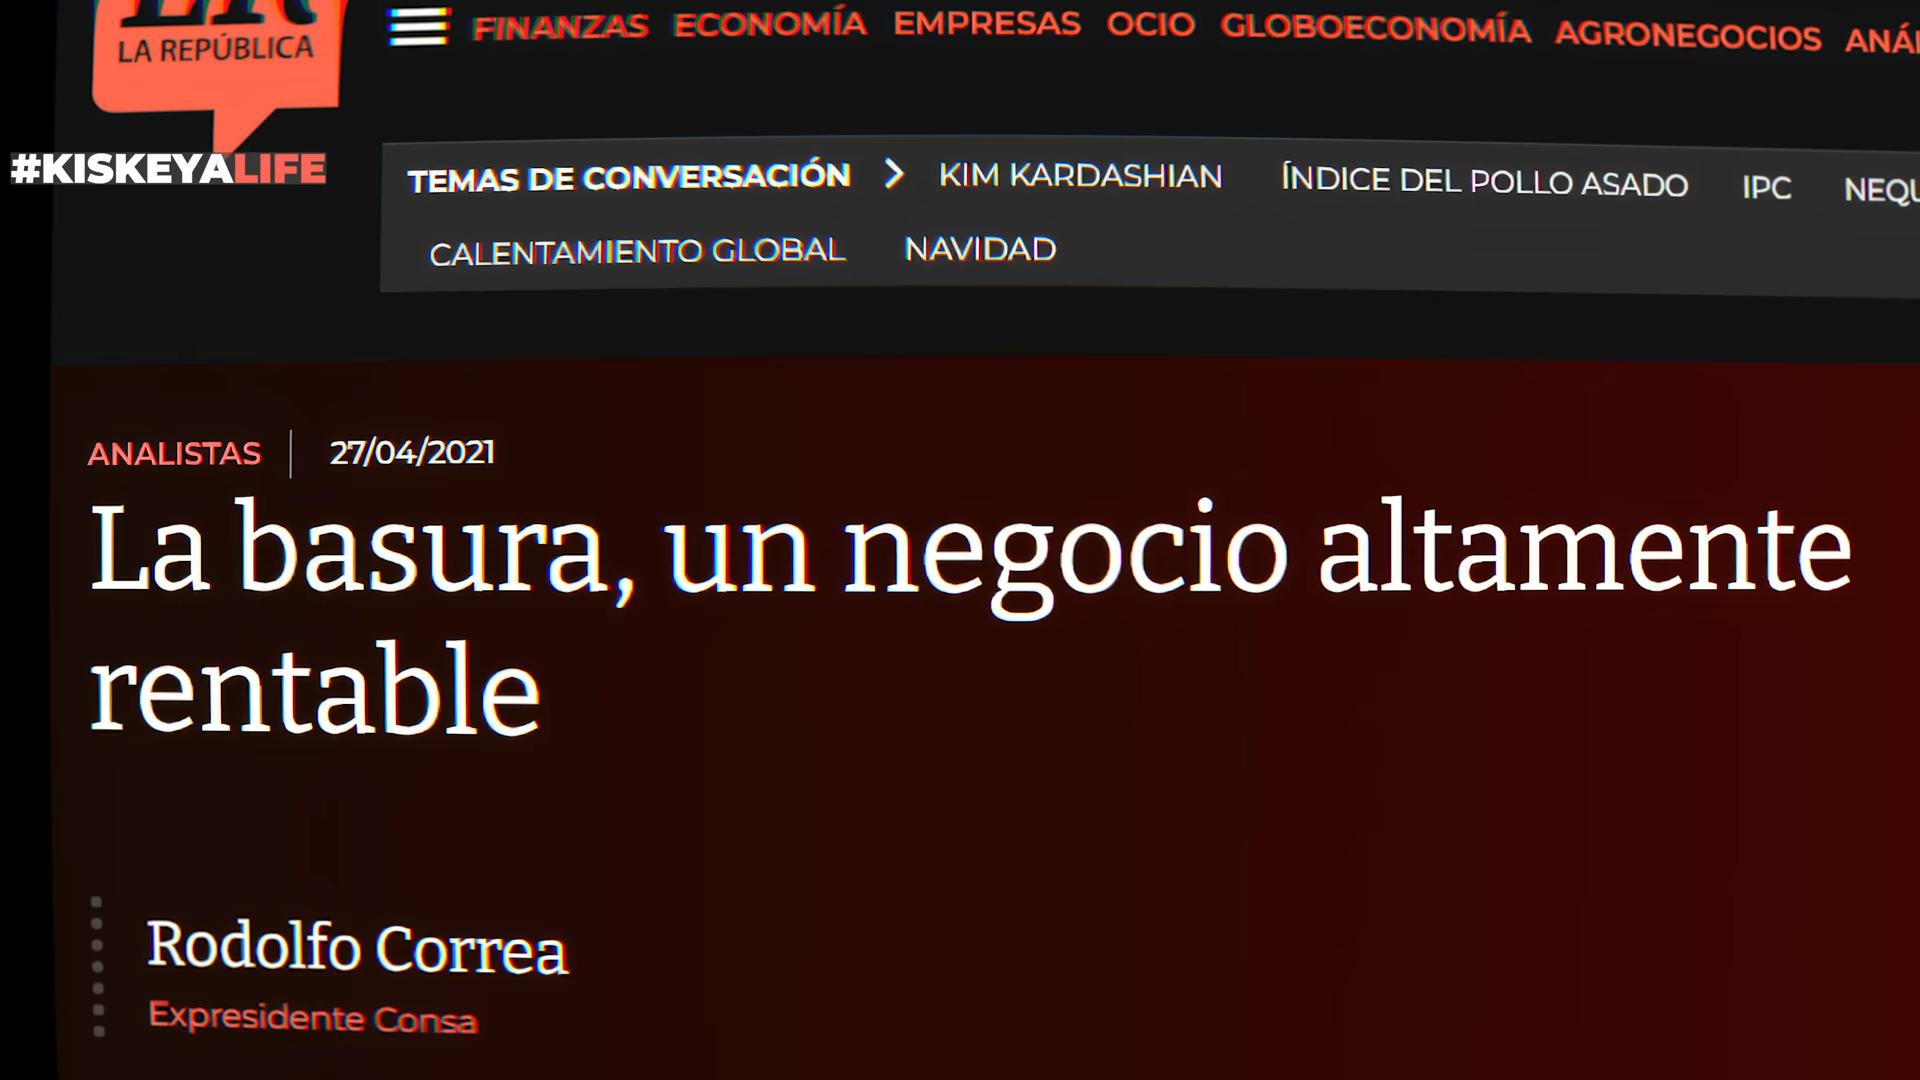 LA REPÚBLICA
FINANZAS ECONOMÍA EMPRESAS OCIO GLOBOECONOMÍA AGRONEGOCIOS
#KISKEYALIFE
TEMAS DE CONVERSACIÓN KIM KARDASHIAN ÍNDICE DEL POLLO ASADO IPC
CALENTAMIENTO GLOBAL NAVIDAD
ANALISTAS 27/04/2021
La basura, un negocio altamente
rentable
Rodolfo Correa
Expresidente Consa